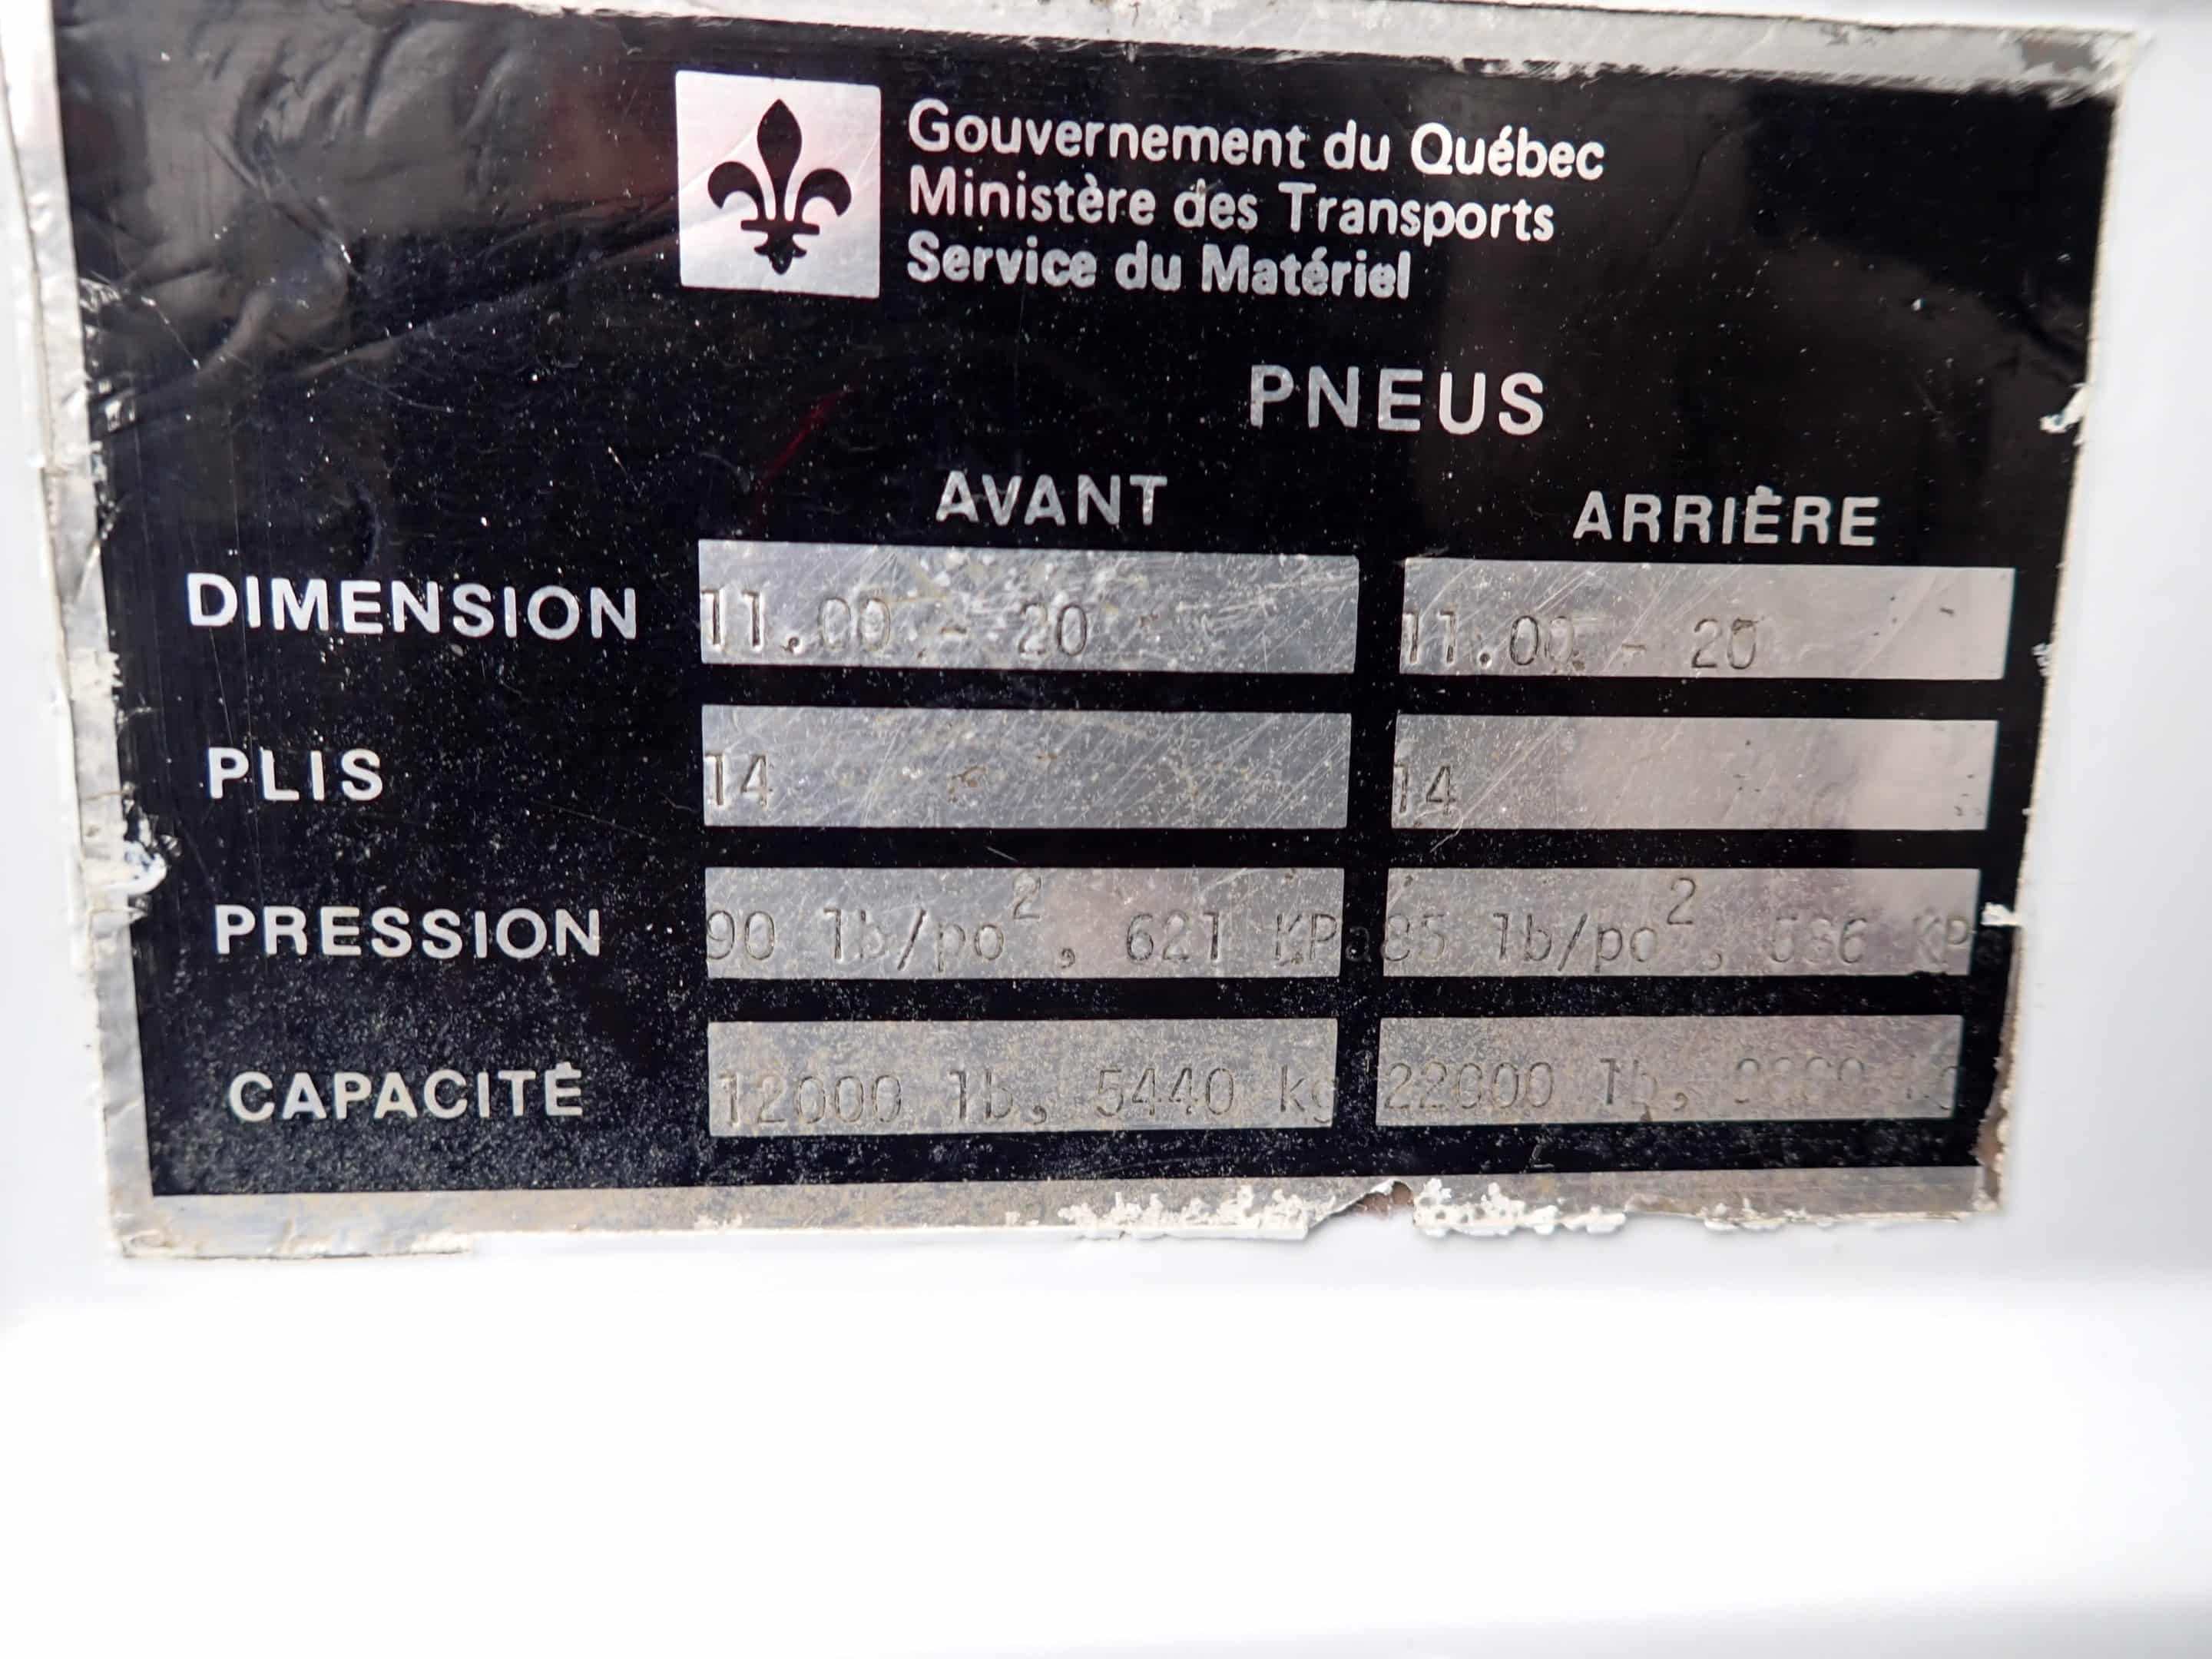 Gouvernement du Québec
Ministère des Transports
Service du Matériel
PNEUS
AVANT ARRIÈRE
DIMENSION 11.00 - 20 11.00 - 20
PLIS 14 14
PRESSION 90 lb/po², 621 KPa 85 lb/po², KPa
CAPACITÉ 12000 lb, 5440 kg 22000 lb, kg